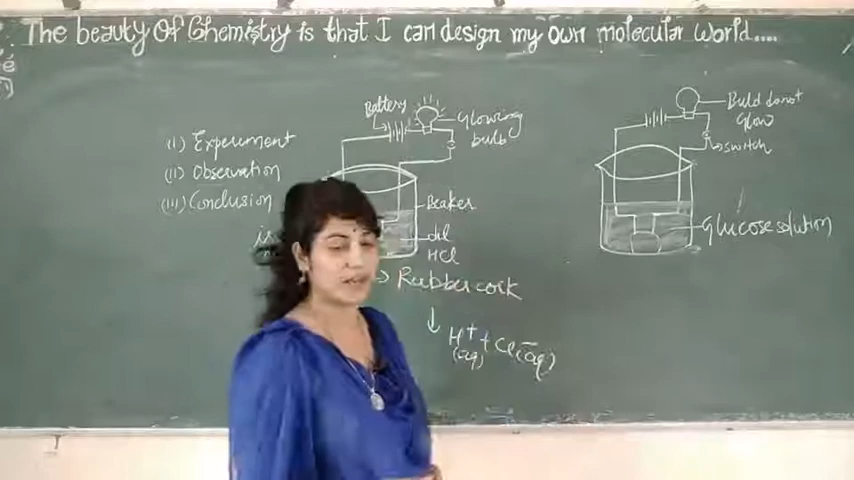 The beauty Of Chemistry is that I can design my own molecular world....
(i) Experiment
(ii) Observation
(iii) Conclusion
Battery
Glowing
bulb
Beaker
dil
HCl
Rubber cork
H+ + Cl-
(aq) (aq)
Buld donot
glow
switch
Glucose solution